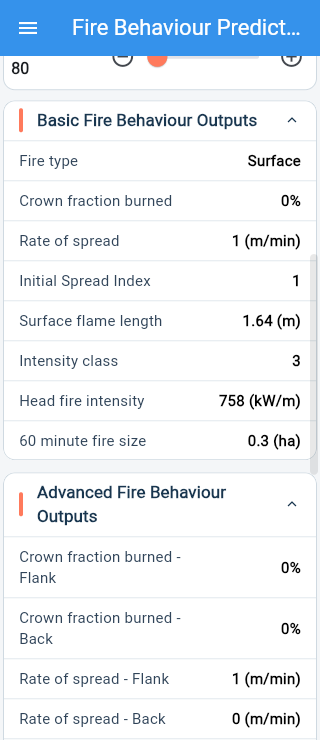 Fire Behaviour Predict...
80
Basic Fire Behaviour Outputs
Fire type Surface
Crown fraction burned 0%
Rate of spread 1 (m/min)
Initial Spread Index 1
Surface flame length 1.64 (m)
Intensity class 3
Head fire intensity 758 (kW/m)
60 minute fire size 0.3 (ha)
Advanced Fire Behaviour
Outputs
Crown fraction burned -
Flank 0%
Crown fraction burned -
Back 0%
Rate of spread - Flank 1 (m/min)
Rate of spread - Back 0 (m/min)